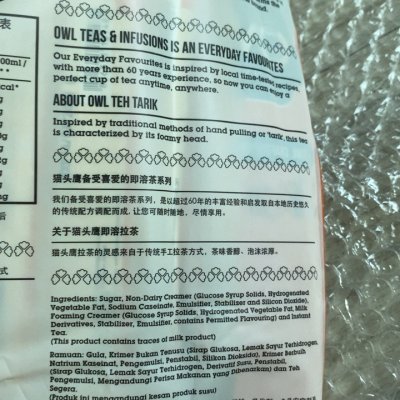 OWL TEAS & INFUSIONS IS AN EVERYDAY FAVOURITES
Our Everyday Favourites is inspired by local time-tested recipes,
with more than 60 years experience, so now you can enjoy a
perfect cup of tea anytime, anywhere.
ABOUT OWL TEH TARIK
Inspired by traditional methods of hand pulling or 'tarik', this tea
is characterized by its foamy head.
猫头鹰备受喜爱的即溶茶系列
我们备受喜爱的即溶茶系列，是以超过60年的丰富经验和启发取自本地历史悠久
的传统配方调配而成，让您可随时随地，尽情享用。
关于猫头鹰即溶拉茶
猫头鹰拉茶的灵感来自于传统手工拉茶方式，茶味香醇、泡沫浓厚。
Ingredients: Sugar, Non-Dairy Creamer (Glucose Syrup Solids, Hydrogenated
Vegetable Fat, Sodium Caseinate, Emulsifier, Stabiliser and Silicon Dioxide),
Foaming Creamer (Glucose Syrup Solids, Hydrogenated Vegetable Fat, Milk
Derivatives, Stabilizer, Emulsifier, contains Permitted Flavouring) and Instant
Tea.
(This product contains traces of milk product)
Ramuan: Gula, Krimer Bukan Tenusu (Sirap Glukosa, Lemak Sayur Terhidrogen,
Natrium Kaseinat, Pengemulsi, Penstabil, Silikon Dioksida), Krimer Berbuih
(Sirap Glukosa, Lemak Sayur Terhidrogen, Derivatif Susu, Penstabil,
Pengemulsi, Mengandungi Perisa Makanan yang Dibenarkan) dan Teh
Segera.
(Produk ini mengandungi kesan produk susu)